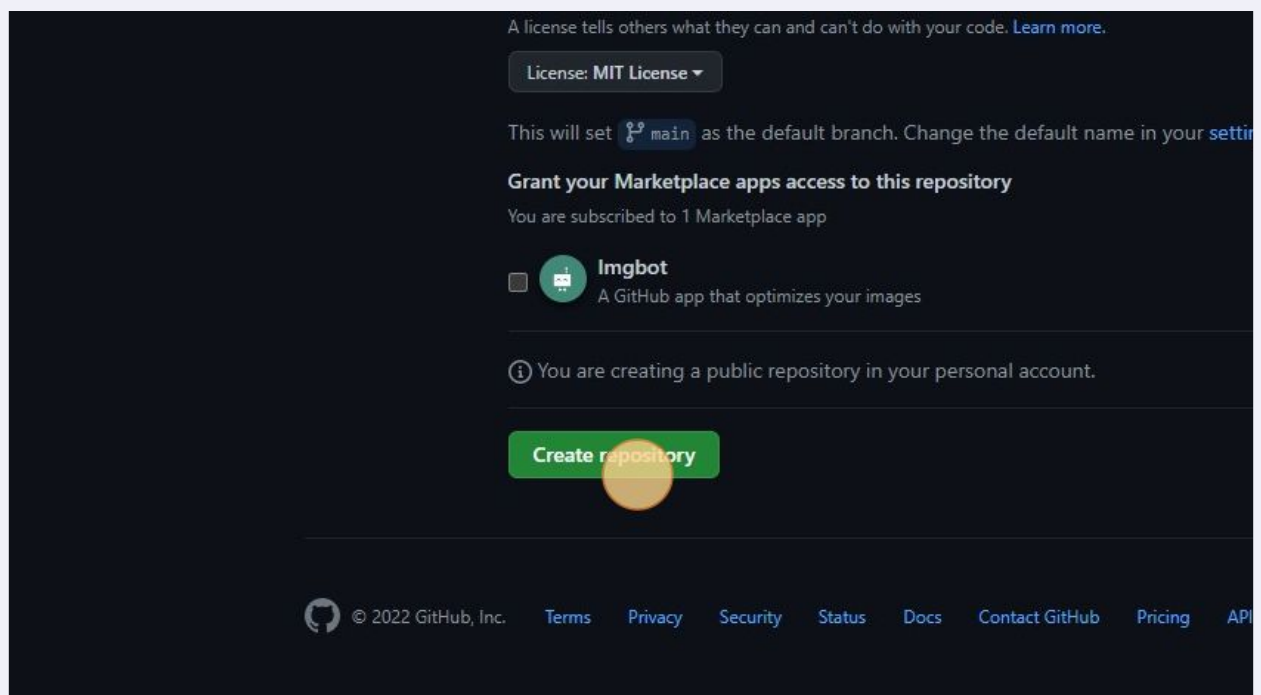 A license tells others what they can and can't do with your code. Learn more.
License: MIT License
This will set main as the default branch. Change the default name in your settin
Grant your Marketplace apps access to this repository
You are subscribed to 1 Marketplace app
Imgbot
A GitHub app that optimizes your images
You are creating a public repository in your personal account.
Create repository
© 2022 GitHub, Inc. Terms Privacy Security Status Docs Contact GitHub Pricing API